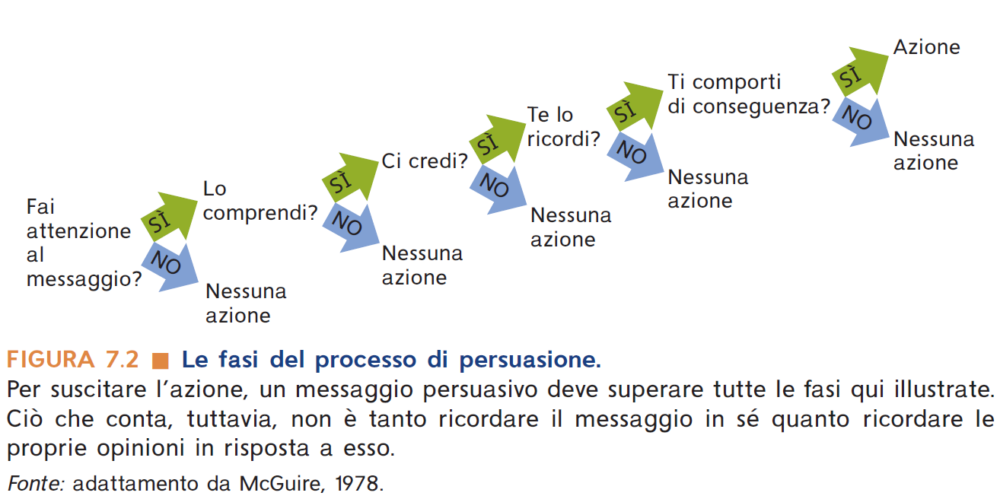 Fai
attenzione
al
messaggio?
SÌ
NO
Lo
comprendi?
Nessuna
azione
SÌ
NO
Ci credi?
Nessuna
azione
SÌ
NO
Te lo
ricordi?
Nessuna
azione
SÌ
NO
Ti comporti
di conseguenza?
Nessuna
azione
SÌ
NO
Azione
Nessuna
azione
FIGURA 7.2 ■ Le fasi del processo di persuasione.
Per suscitare l’azione, un messaggio persuasivo deve superare tutte le fasi qui illustrate.
Ciò che conta, tuttavia, non è tanto ricordare il messaggio in sé quanto ricordare le
proprie opinioni in risposta a esso.
Fonte: adattamento da McGuire, 1978.